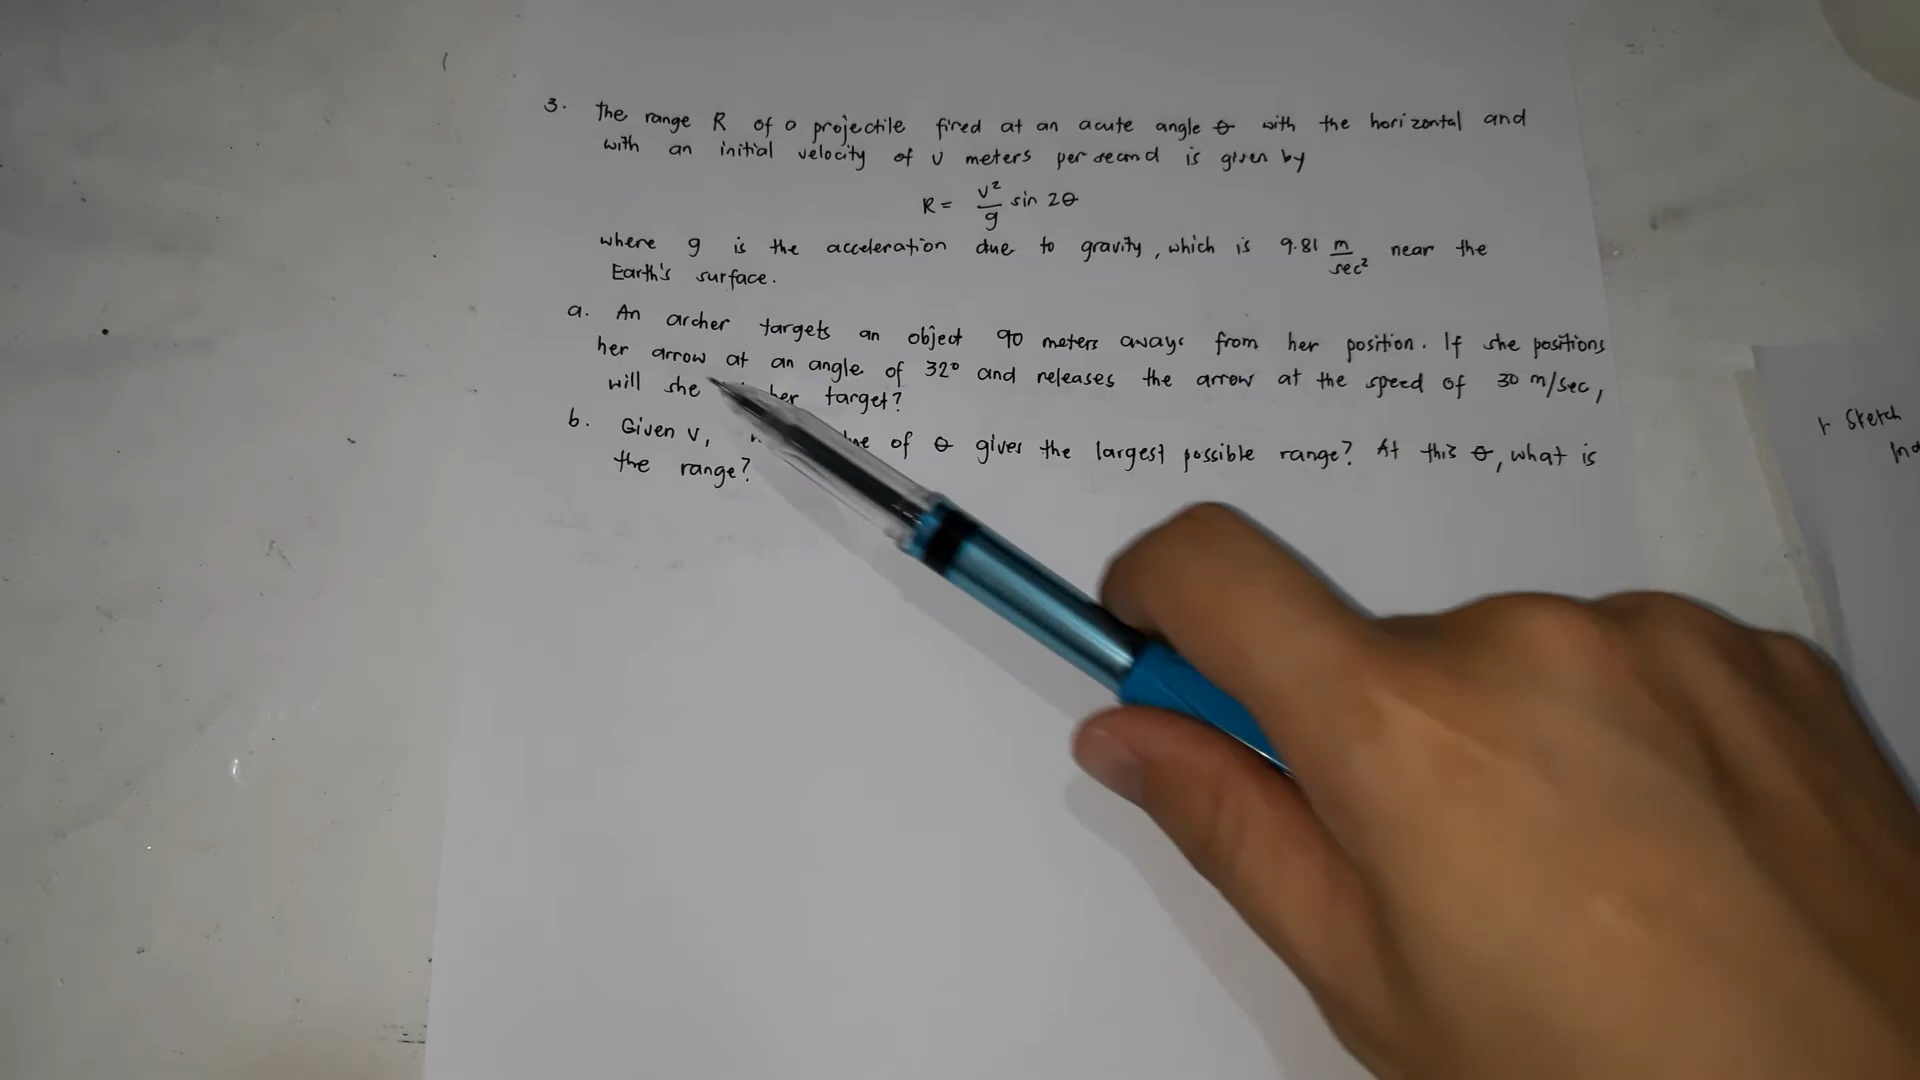 3. The range R of a projectile fired at an acute angle θ with the horizontal and
with an initial velocity of v meters per second is given by
R = v²/g sin 2θ
where g is the acceleration due to gravity, which is 9.81 m/sec² near the
Earth's surface.
a. An archer targets an object 90 meters aways from her position. If she positions
her arrow at an angle of 32° and releases the arrow at the speed of 30 m/sec,
will she her target?
b. Given v, of θ gives the largest possible range? At this θ, what is
the range?
Sketch